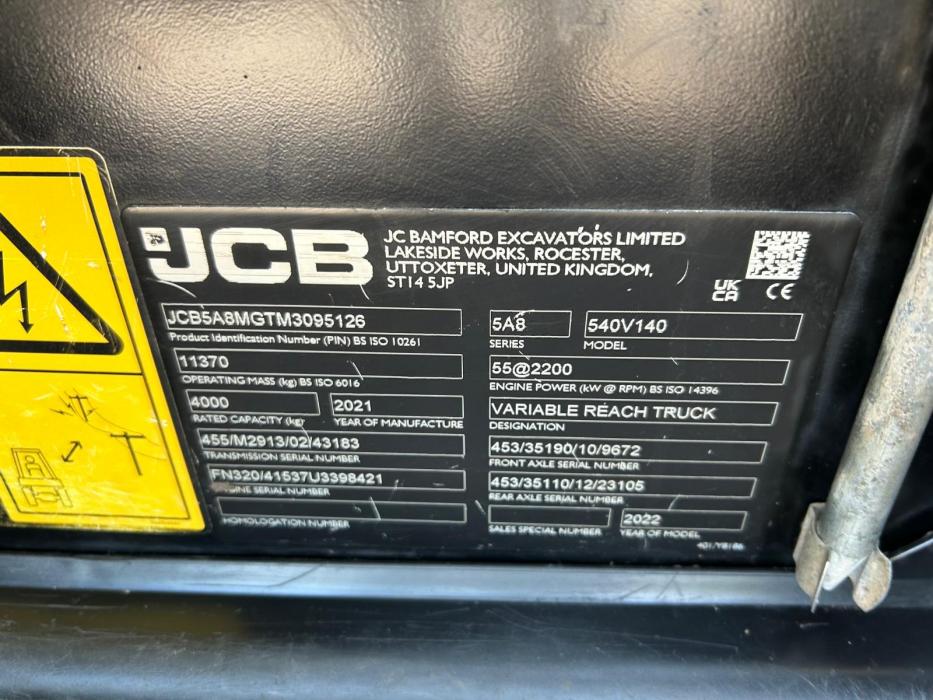 JCB
JC BAMFORD EXCAVATORS LIMITED
LAKESIDE WORKS, ROCESTER,
UTTOXETER, UNITED KINGDOM,
ST14 5JP
UK
CA CE
JCB5A8MGTM3095126
Product Identification Number (PIN) BS ISO 10261
5A8 540V140
SERIES MODEL
11370
OPERATING MASS (kg) BS ISO 6016
55@2200
ENGINE POWER (kW @ RPM) BS ISO 14396
4000 2021
RATED CAPACITY (kg) YEAR OF MANUFACTURE
VARIABLE REACH TRUCK
DESIGNATION
455/M2913/02/43183
TRANSMISSION SERIAL NUMBER
453/35190/10/9672
FRONT AXLE SERIAL NUMBER
FN320/41537U3398421
ENGINE SERIAL NUMBER
453/35110/12/23105
REAR AXLE SERIAL NUMBER
HOMOLOGATION NUMBER
2022
SALES SPECIAL NUMBER YEAR OF MODEL